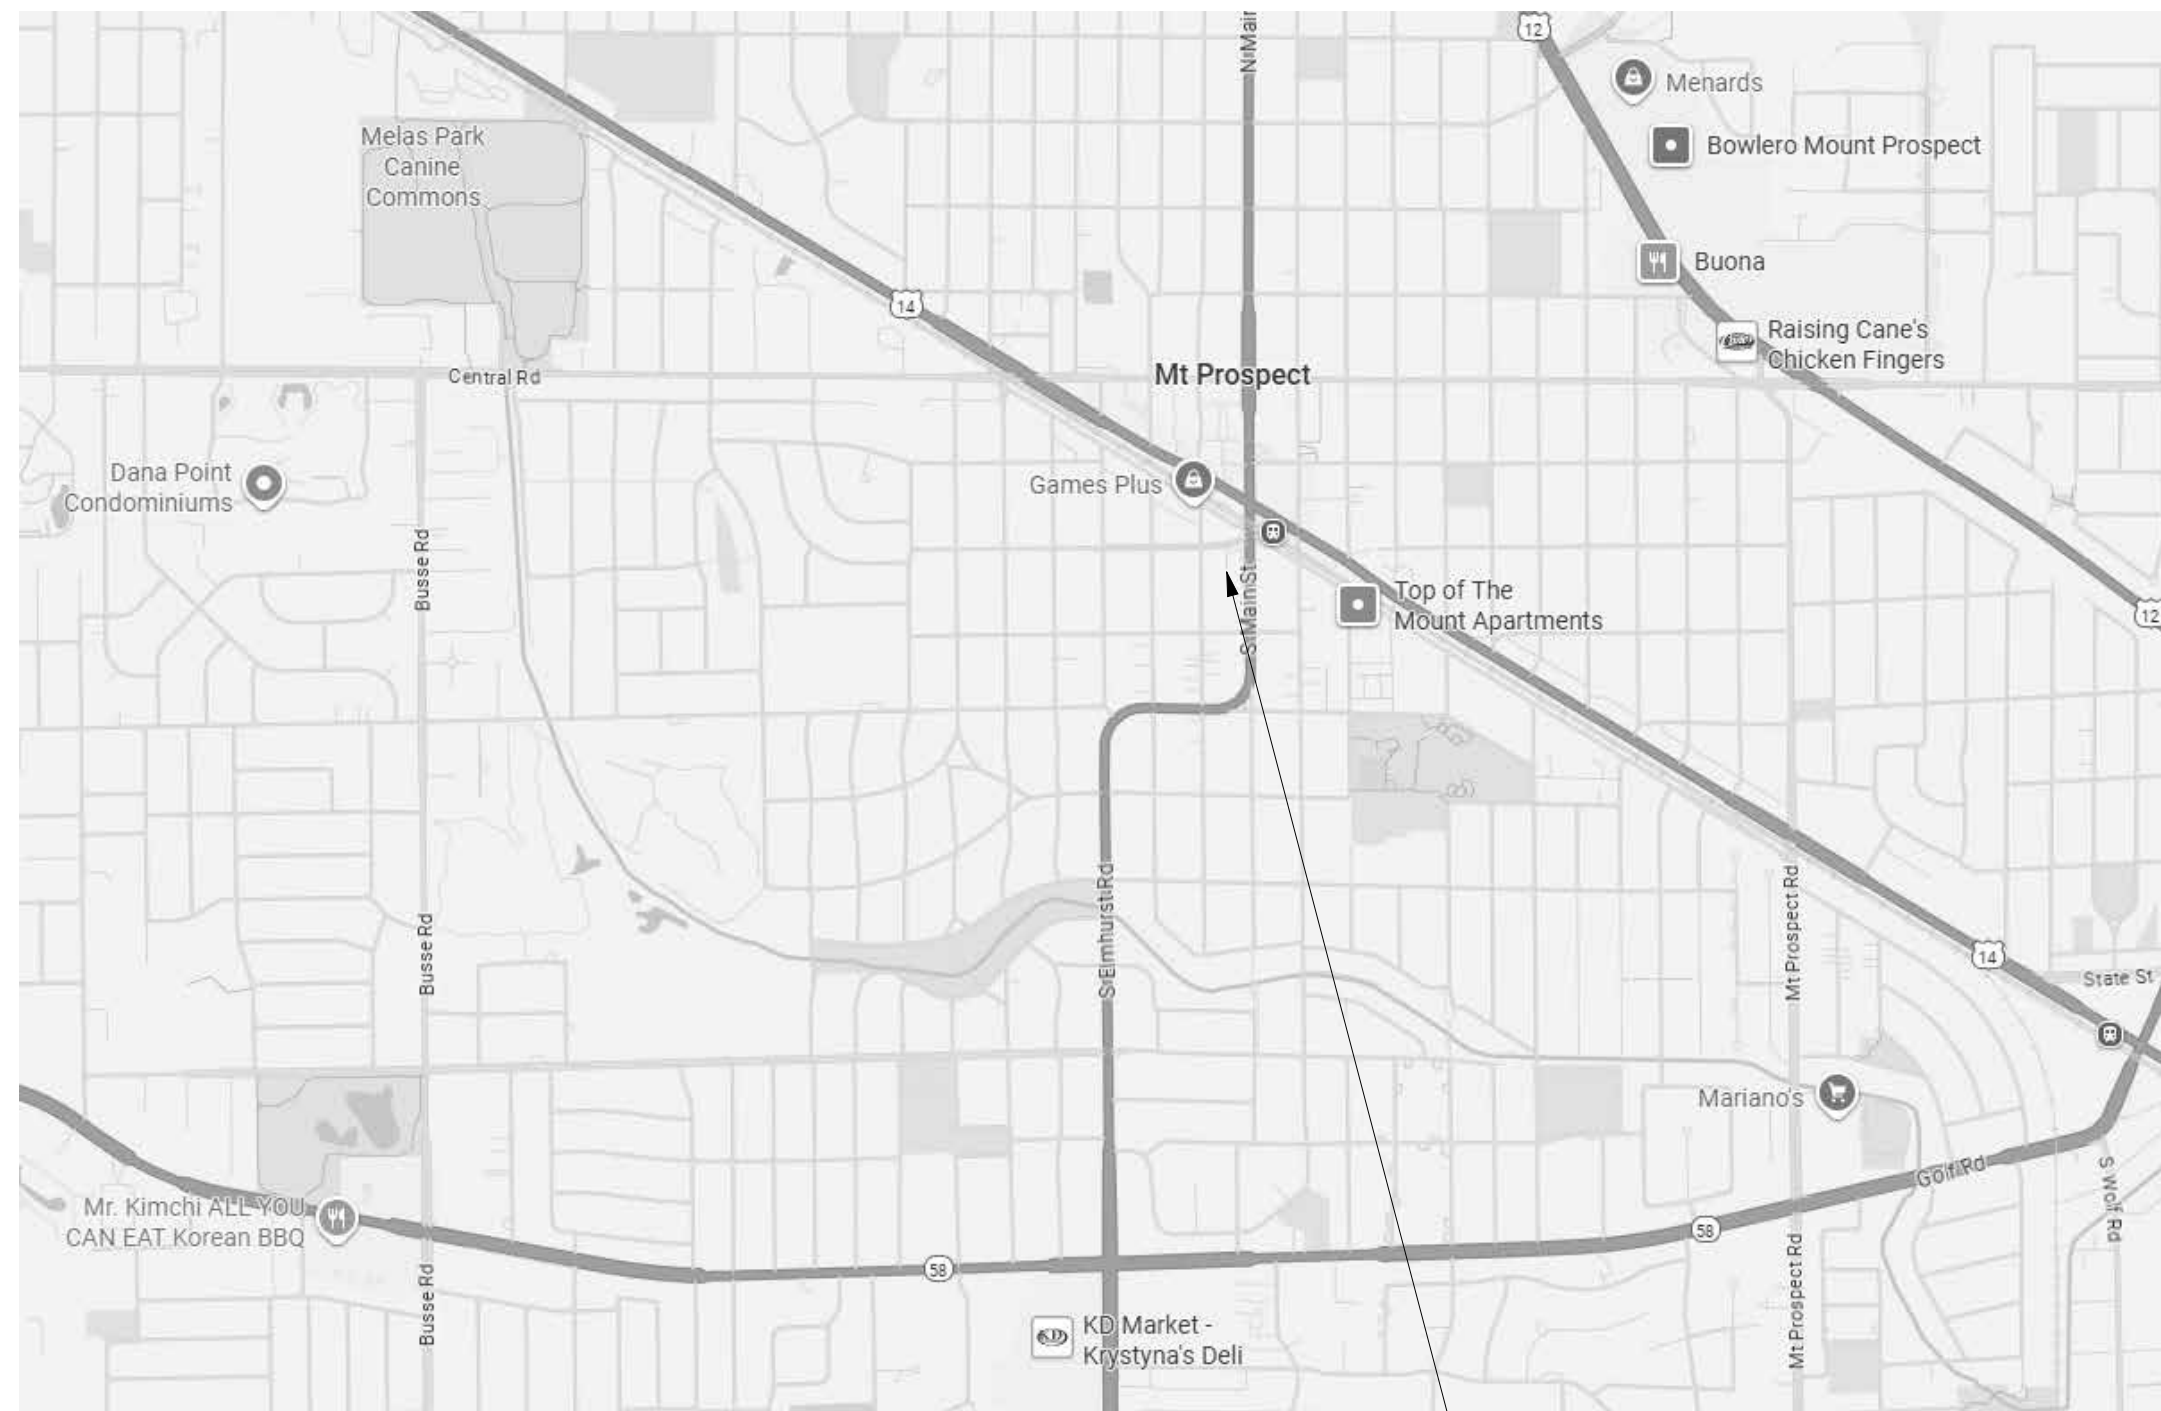 N Main
12
Menards
Bowlero Mount Prospect
Melas Park
Canine
Commons
Buona
14
Raising Cane's
Chicken Fingers
Central Rd
Mt Prospect
Dana Point
Condominiums
Games Plus
Busse Rd
S Main St
Top of The
Mount Apartments
12
S Elmhurst Rd
Mt Prospect Rd
Busse Rd
14
State St
Mariano's
Golf Rd
S Wolf Rd
Mr. Kimchi ALL YOU
CAN EAT Korean BBQ
58
58
Busse Rd
Mt Prospect Rd
KD
KD Market -
Krystyna's Deli